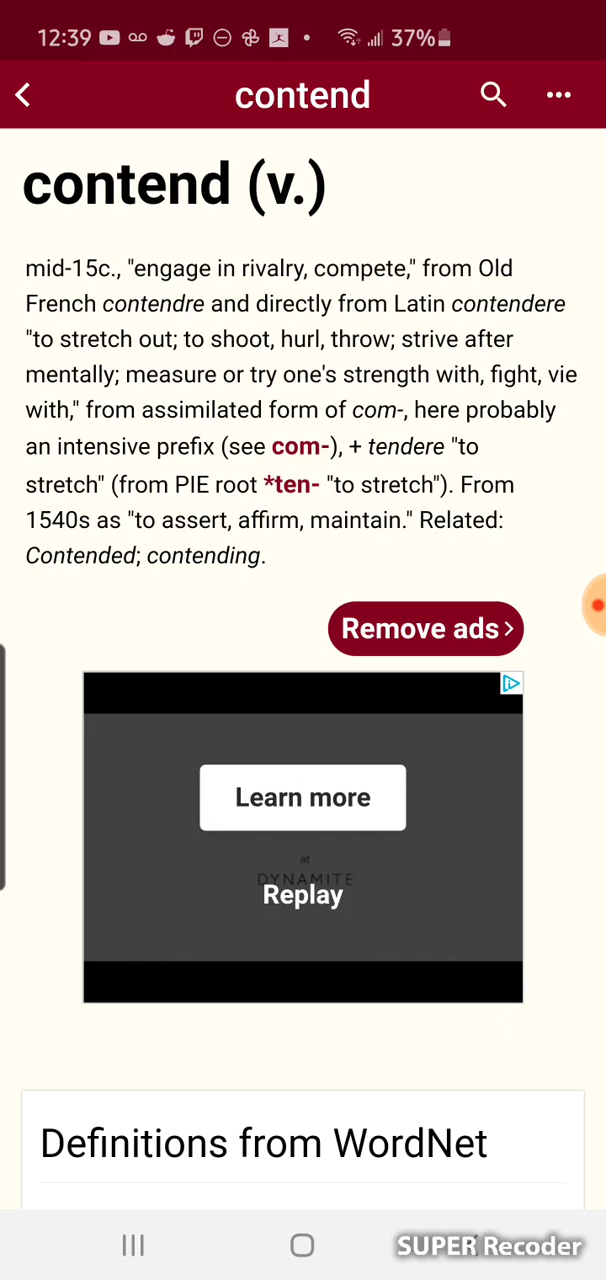 12:39 37%
contend
contend (v.)
mid-15c., "engage in rivalry, compete," from Old
French contendre and directly from Latin contendere
"to stretch out; to shoot, hurl, throw; strive after
mentally; measure or try one's strength with, fight, vie
with," from assimilated form of com-, here probably
an intensive prefix (see com-), + tendere "to
stretch" (from PIE root *ten- "to stretch"). From
1540s as "to assert, affirm, maintain." Related:
Contended; contending.
Remove ads
Learn more
at
DYNAMITE
Replay
Definitions from WordNet
SUPER Recoder